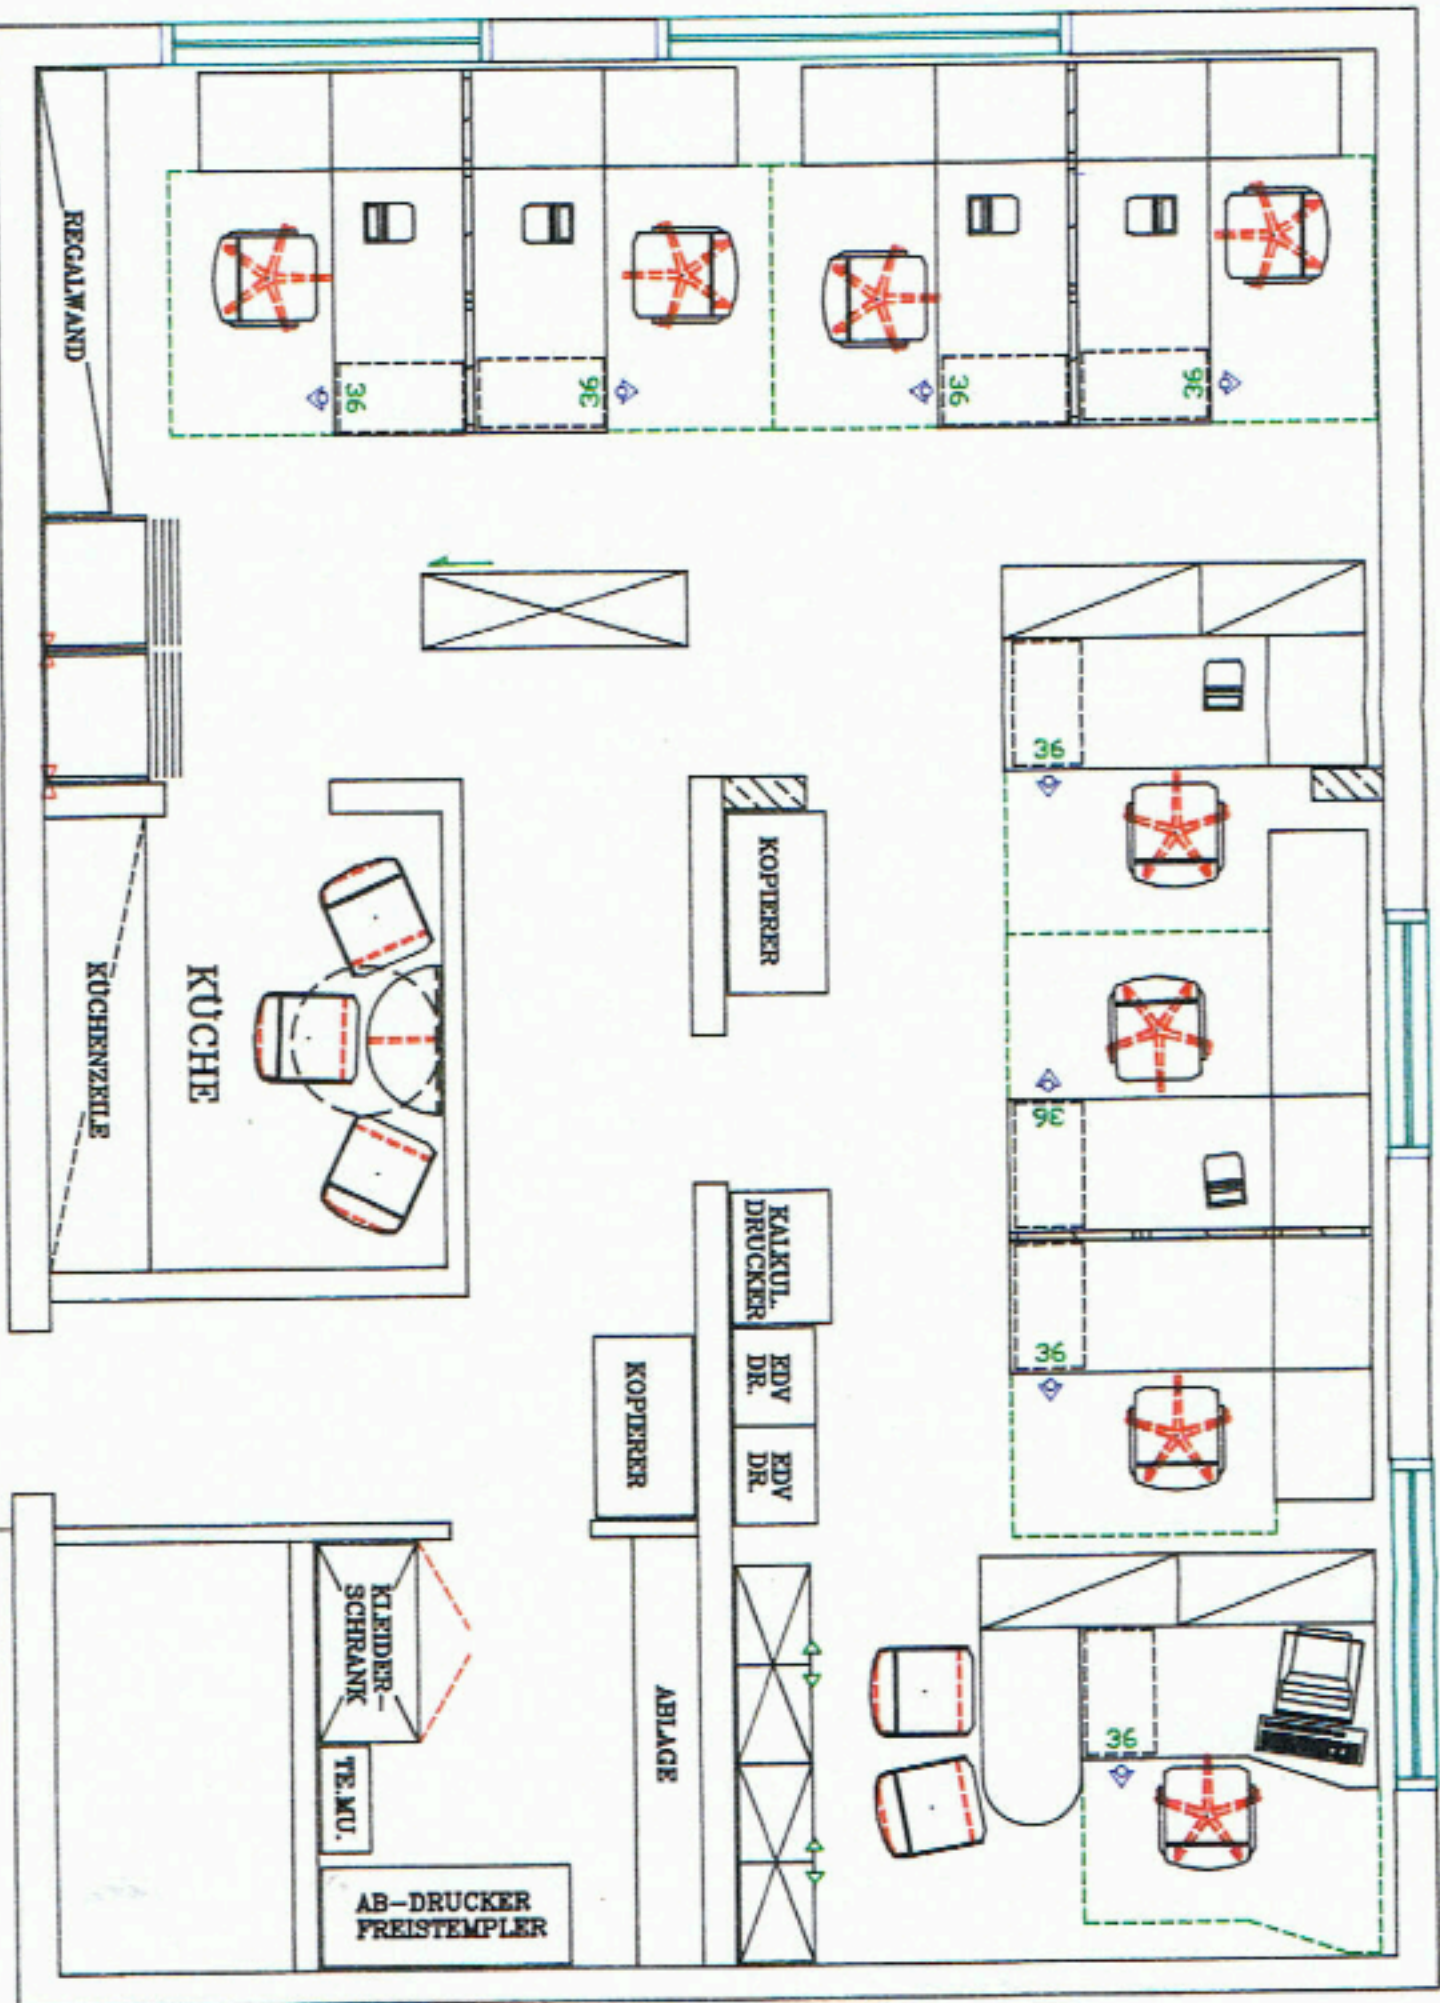 REGALWAND
36
36
36
36
36
KOPIERER
KÜCHE
KÜCHENZEILE
36
KALKUL.
DRUCKER
36
EDV
DR.
EDV
DR.
KOPIERER
KLEIDER-
SCHRANK
ABLAGE
36
TE.MU.
AB-DRUCKER
FREISTEMPLER